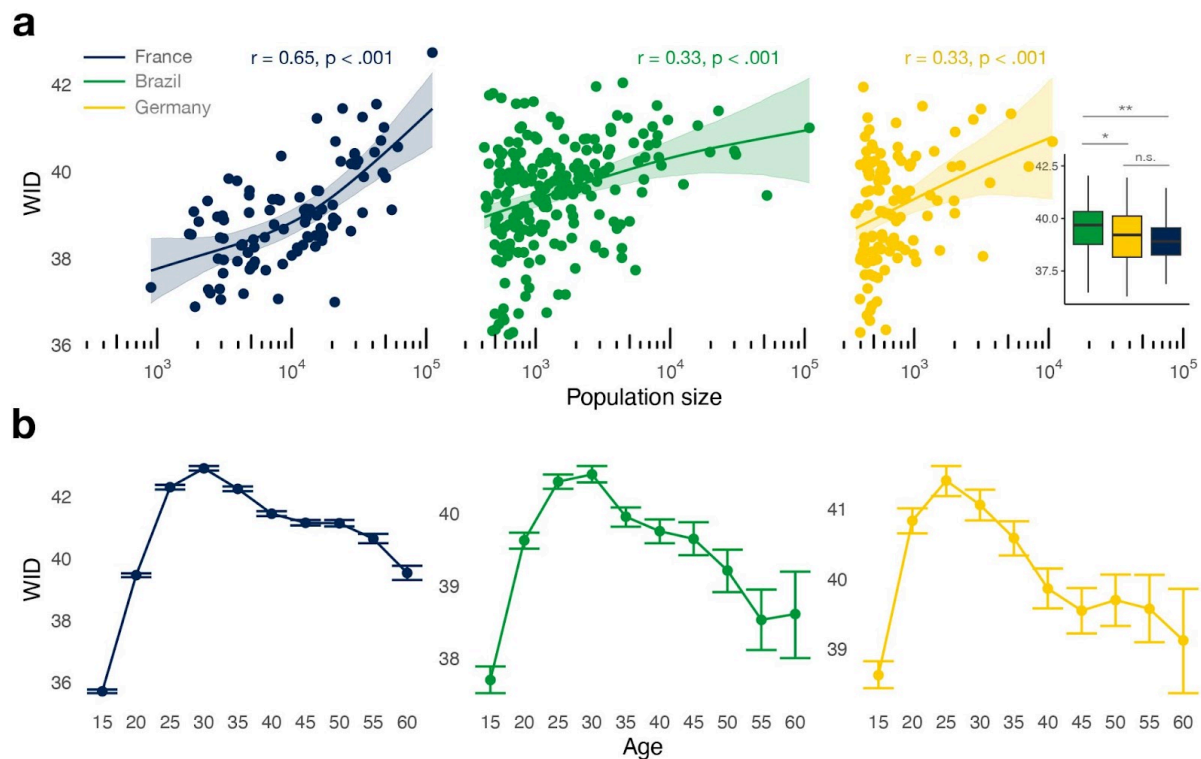 a
France
Brazil
Germany
r = 0.65, p < .001
r = 0.33, p < .001
r = 0.33, p < .001
WID
42
40
38
36
**
*
n.s.
42.5
40.0
37.5
10³ 10⁴ 10⁵
10³ 10⁴ 10⁵
10³ 10⁴ 10⁵
Population size
b
WID
42
40
38
36
40
39
38
41
40
39
15 20 25 30 35 40 45 50 55 60
15 20 25 30 35 40 45 50 55 60
15 20 25 30 35 40 45 50 55 60
Age